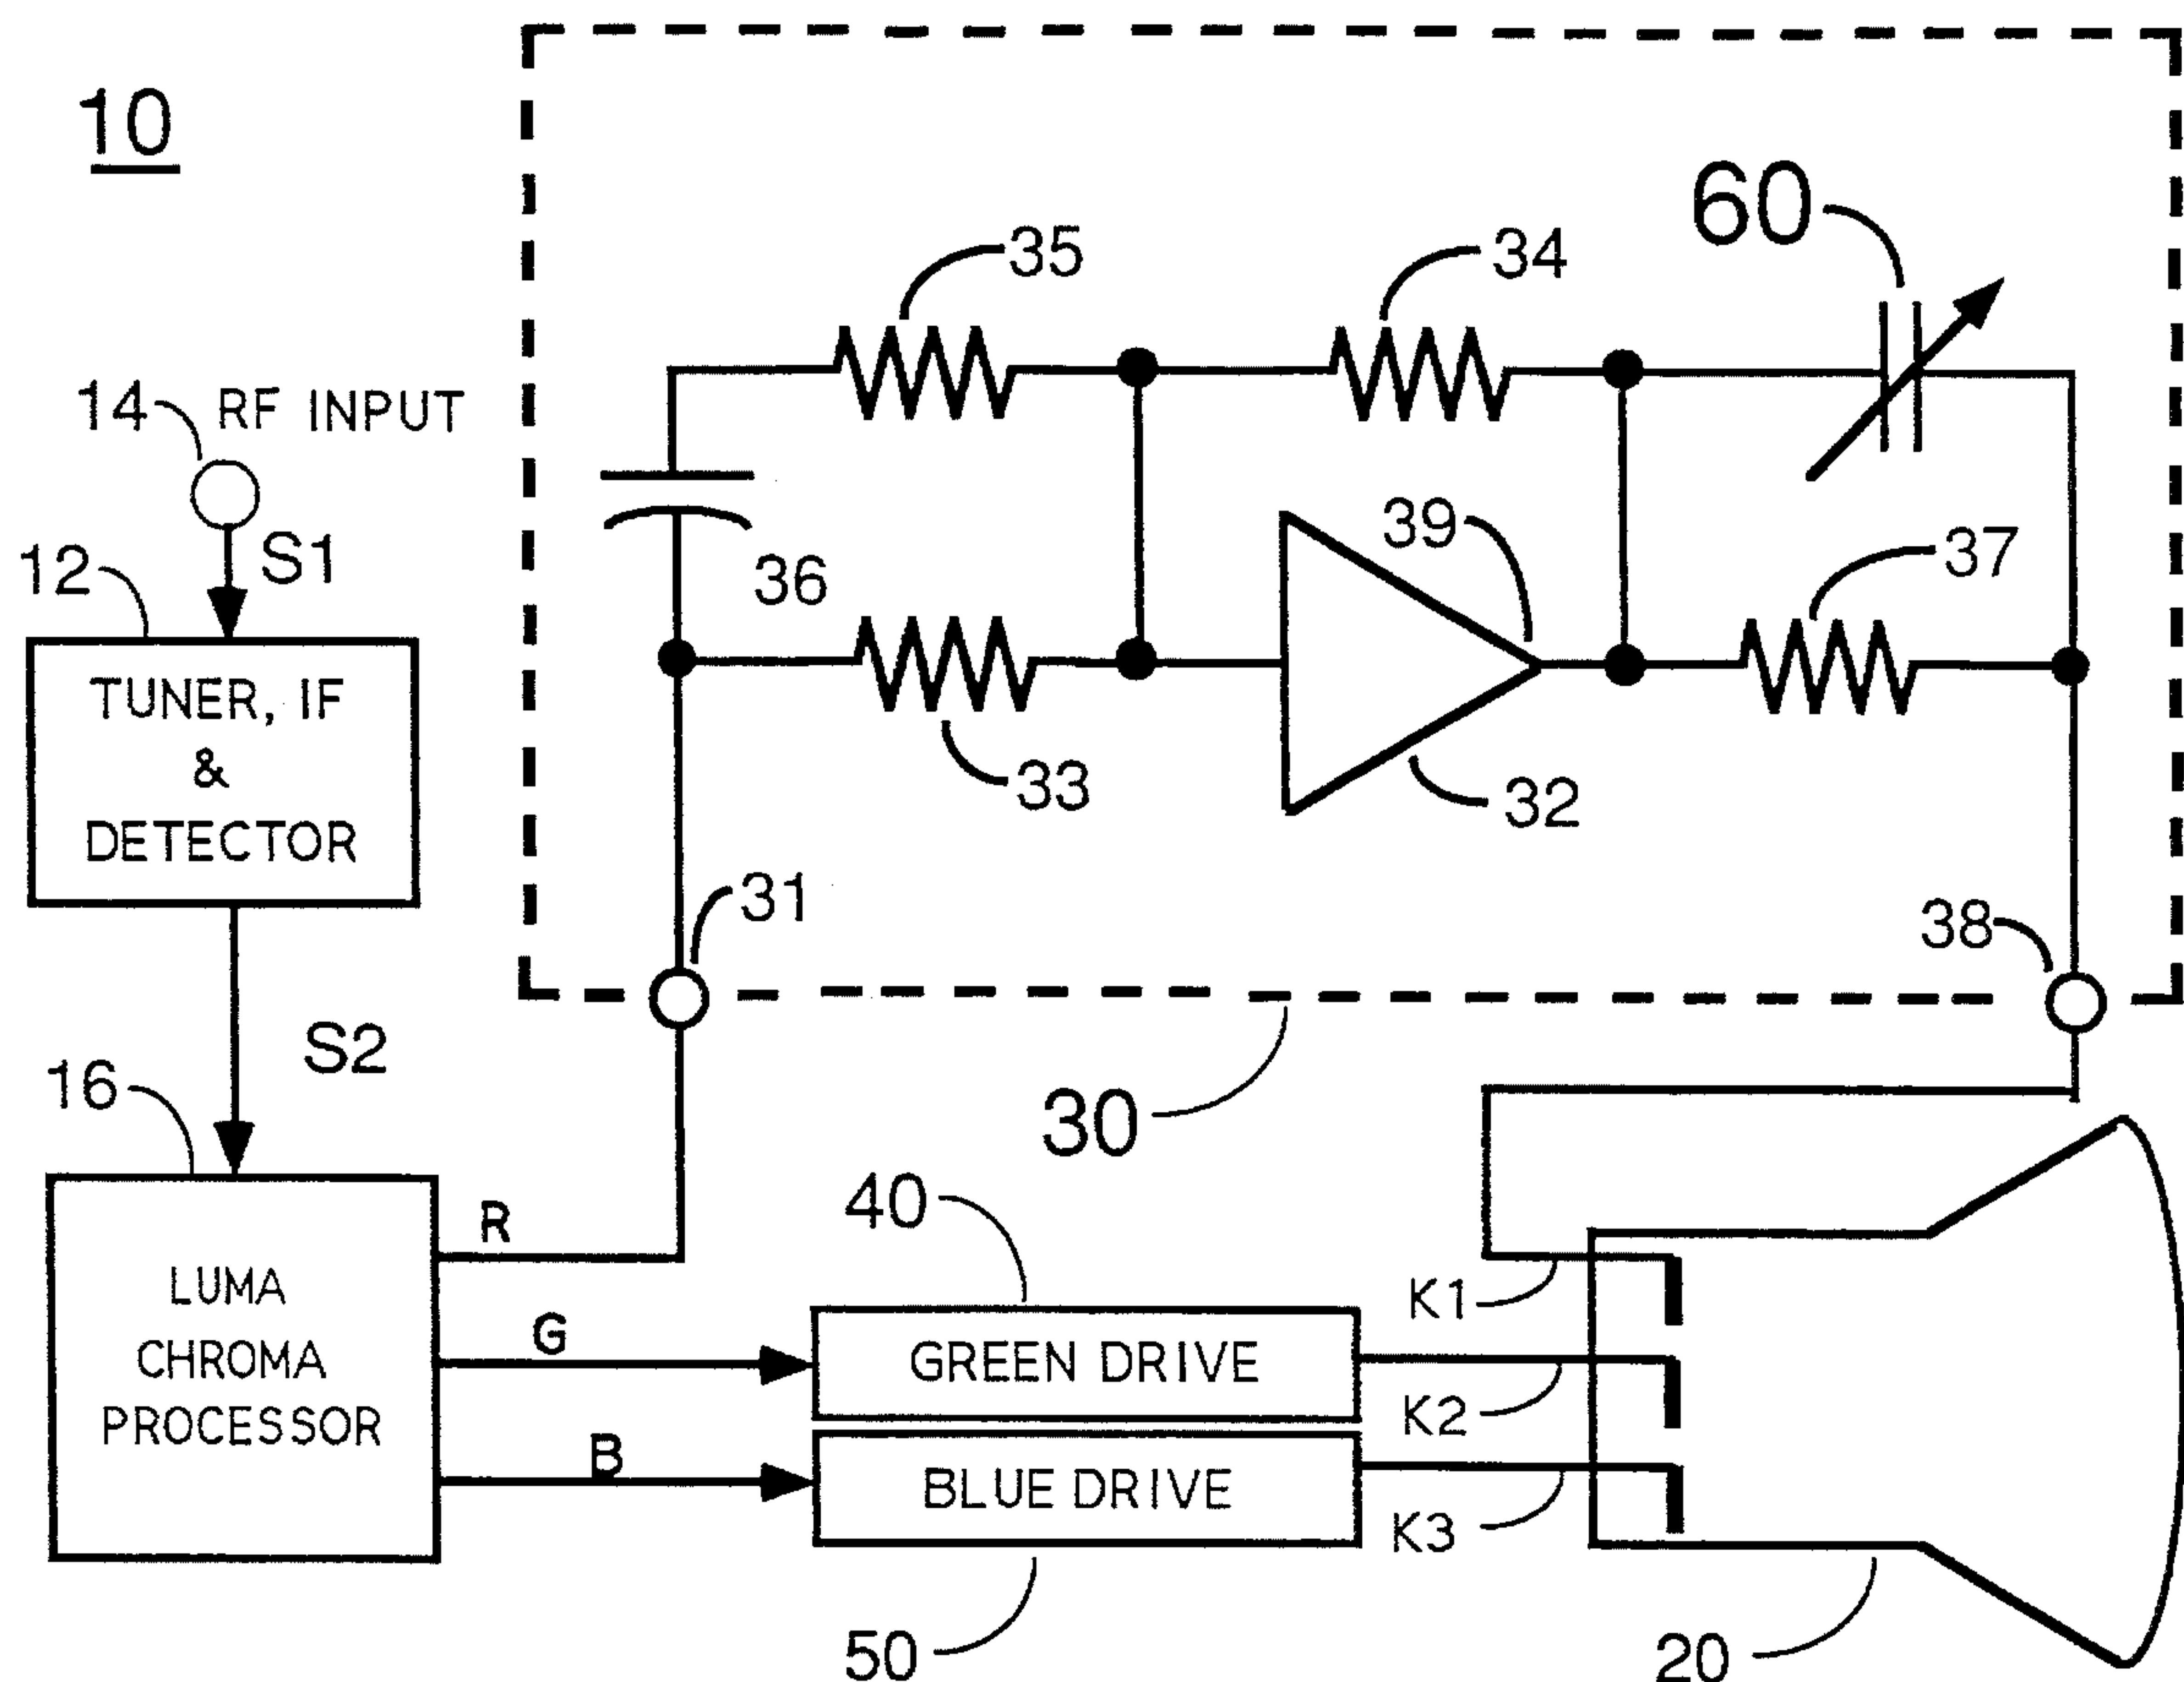 10
60
35
34
14 RF INPUT
S1
39
37
36
12
TUNER, IF
&
DETECTOR
33
32
31
38
S2
16
30
40
R
LUMA
CHROMA
PROCESSOR
G
GREEN DRIVE
K1
K2
B
BLUE DRIVE
K3
50
20